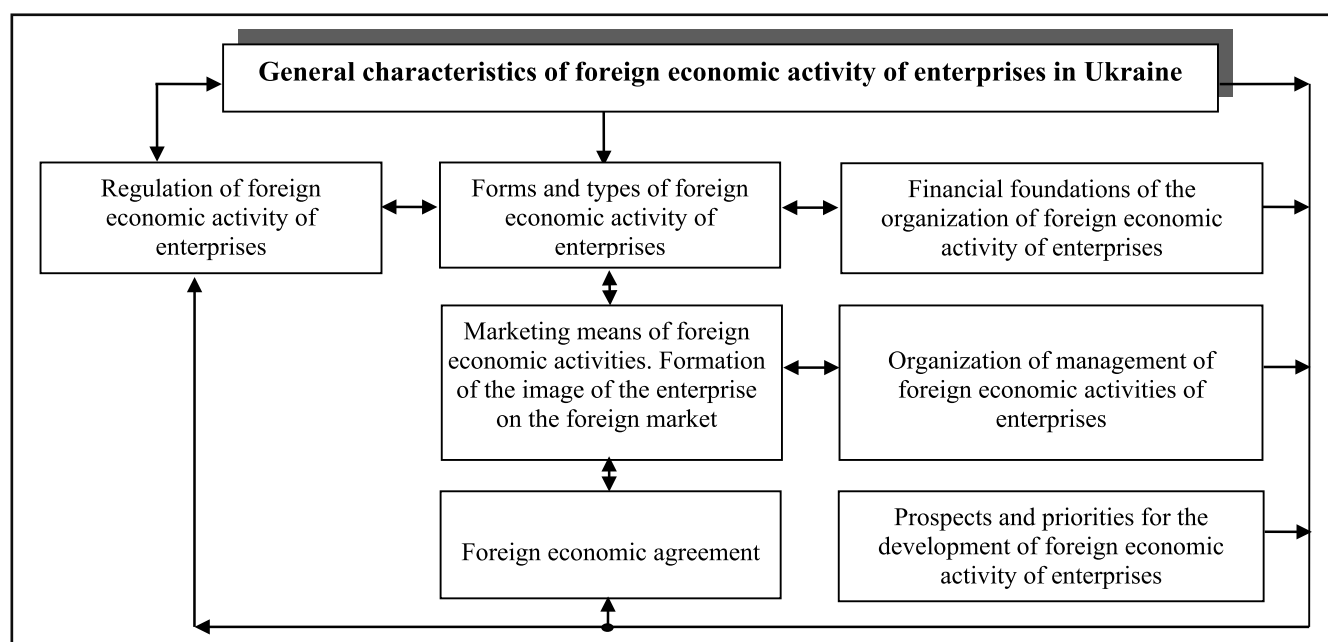 General characteristics of foreign economic activity of enterprises in Ukraine
Regulation of foreign
economic activity of
enterprises
Forms and types of foreign
economic activity of
enterprises
Financial foundations of the
organization of foreign economic
activity of enterprises
Marketing means of foreign
economic activities. Formation
of the image of the enterprise
on the foreign market
Organization of management of
foreign economic activities of
enterprises
Foreign economic agreement
Prospects and priorities for the
development of foreign economic
activity of enterprises